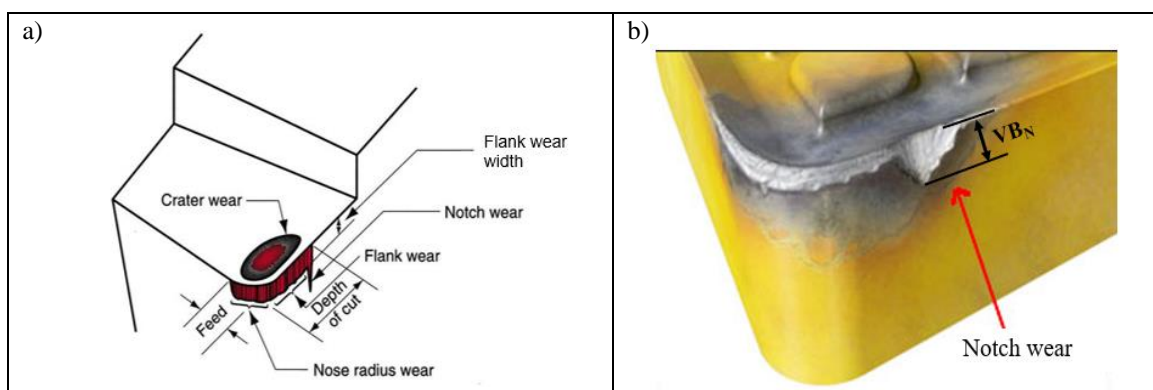 a)
Flank wear
width
Crater wear
Notch wear
Flank wear
Depth
of cut
Feed
Nose radius wear
b)
VBN
Notch wear